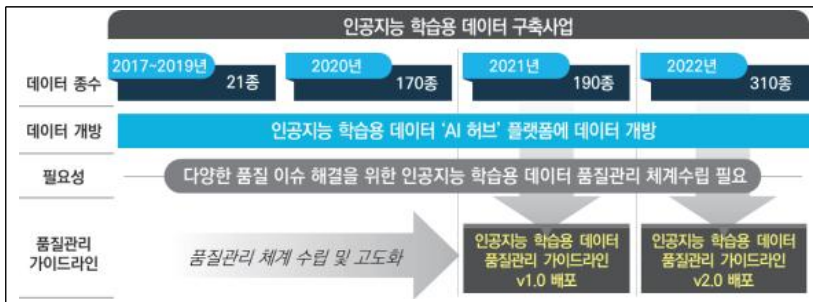 인공지능 학습용 데이터 구축사업
데이터 종수
2017~2019년
21종
2020년
170종
2021년
190종
2022년
310종
데이터 개방
인공지능 학습용 데이터 ‘AI 허브’ 플랫폼에 데이터 개방
필요성
다양한 품질 이슈 해결을 위한 인공지능 학습용 데이터 품질관리 체계수립 필요
품질관리
가이드라인
품질관리 체계 수립 및 고도화
인공지능 학습용 데이터
품질관리 가이드라인
v1.0 배포
인공지능 학습용 데이터
품질관리 가이드라인
v2.0 배포